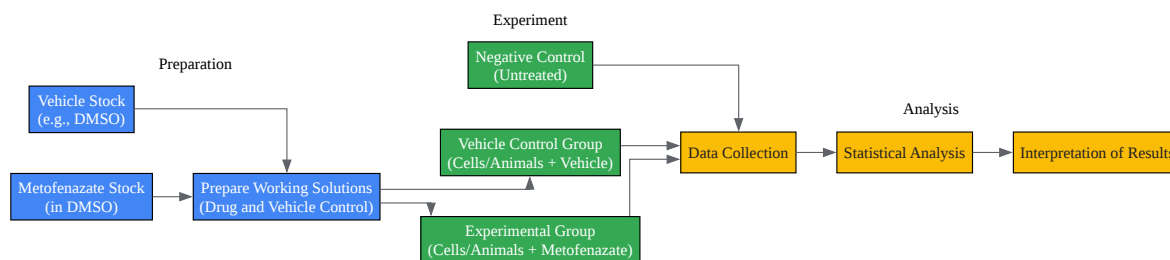 Experiment
Negative Control
(Untreated)
Preparation
Vehicle Stock
(e.g., DMSO)
Analysis
Vehicle Control Group
(Cells/Animals + Vehicle)
Data Collection
Statistical Analysis
Interpretation of Results
Metofenazate Stock
(in DMSO)
Prepare Working Solutions
(Drug and Vehicle Control)
Experimental Group
(Cells/Animals + Metofenazate)